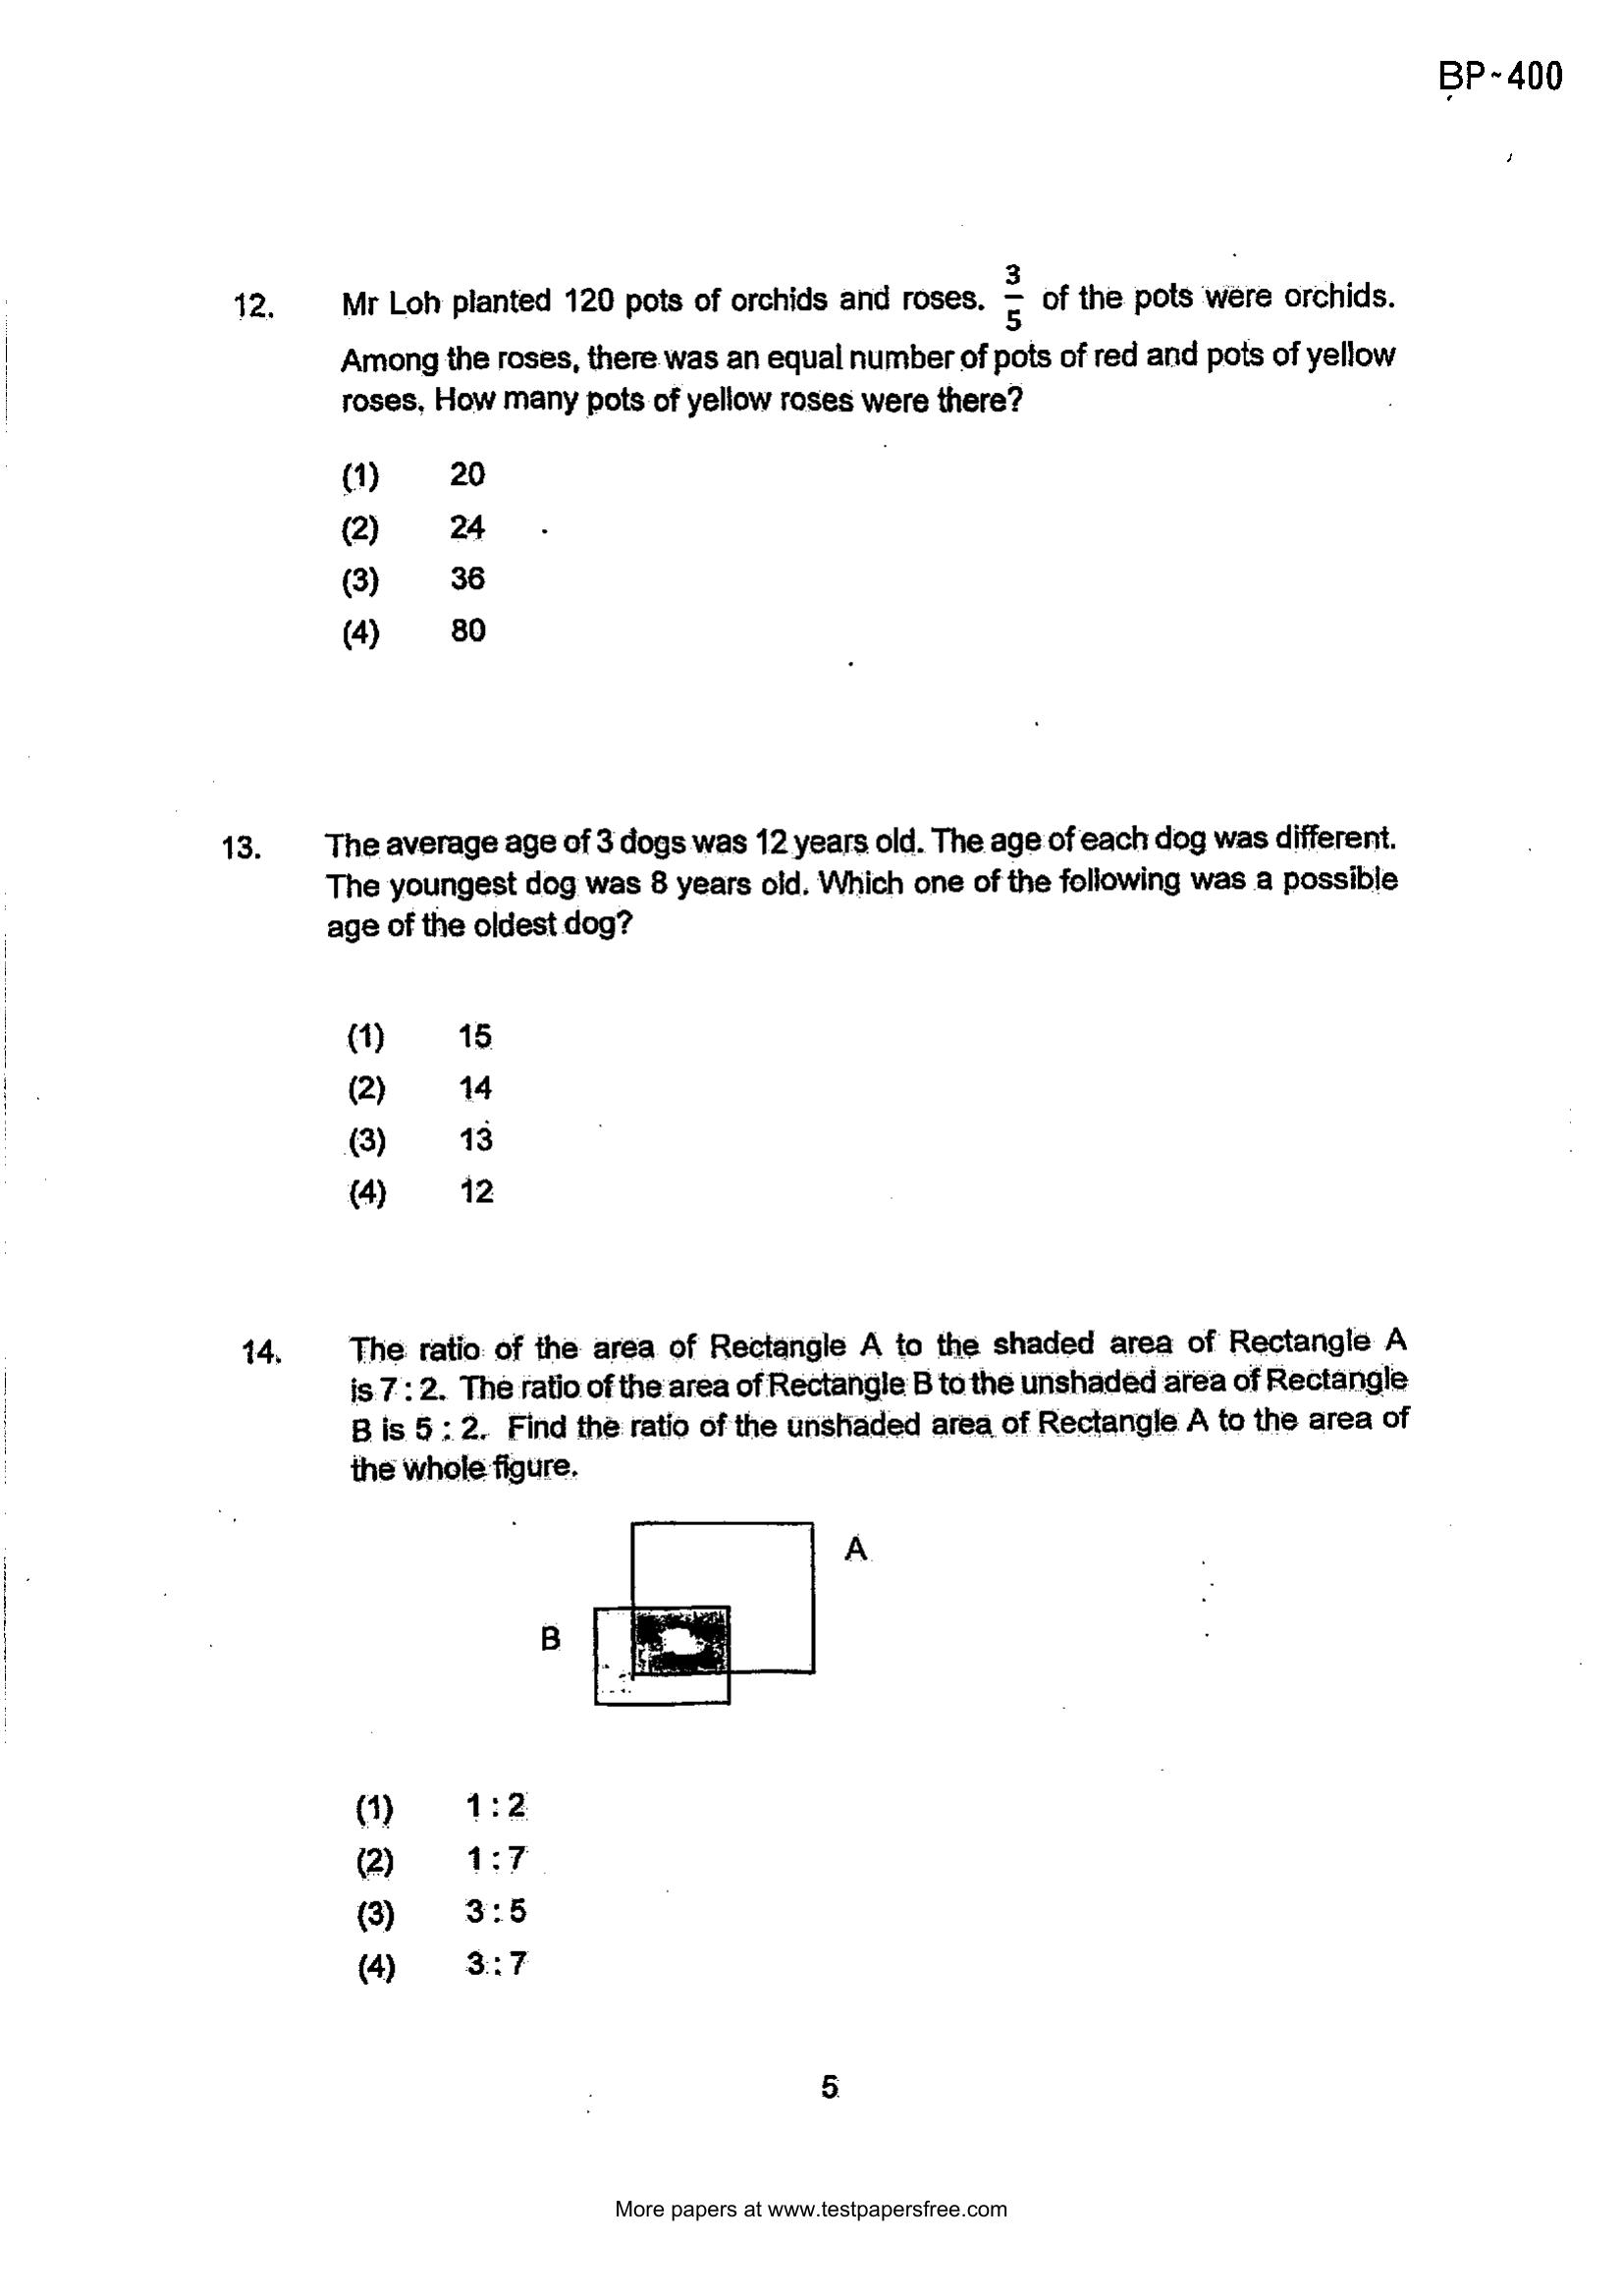 BP~400
12. Mr Loh planted 120 pots of orchids and roses. 3/5 of the pots were orchids.
Among the roses, there was an equal number of pots of red and pots of yellow
roses. How many pots of yellow roses were there?
(1) 20
(2) 24
(3) 36
(4) 80
13. The average age of 3 dogs was 12 years old. The age of each dog was different.
The youngest dog was 8 years old. Which one of the following was a possible
age of the oldest dog?
(1) 15
(2) 14
(3) 13
(4) 12
14. The ratio of the area of Rectangle A to the shaded area of Rectangle A
is 7 : 2. The ratio of the area of Rectangle B to the unshaded area of Rectangle
B is 5 : 2. Find the ratio of the unshaded area of Rectangle A to the area of
the whole figure.
A
B
(1) 1 : 2
(2) 1 : 7
(3) 3 : 5
(4) 3 : 7
5
More papers at www.testpapersfree.com